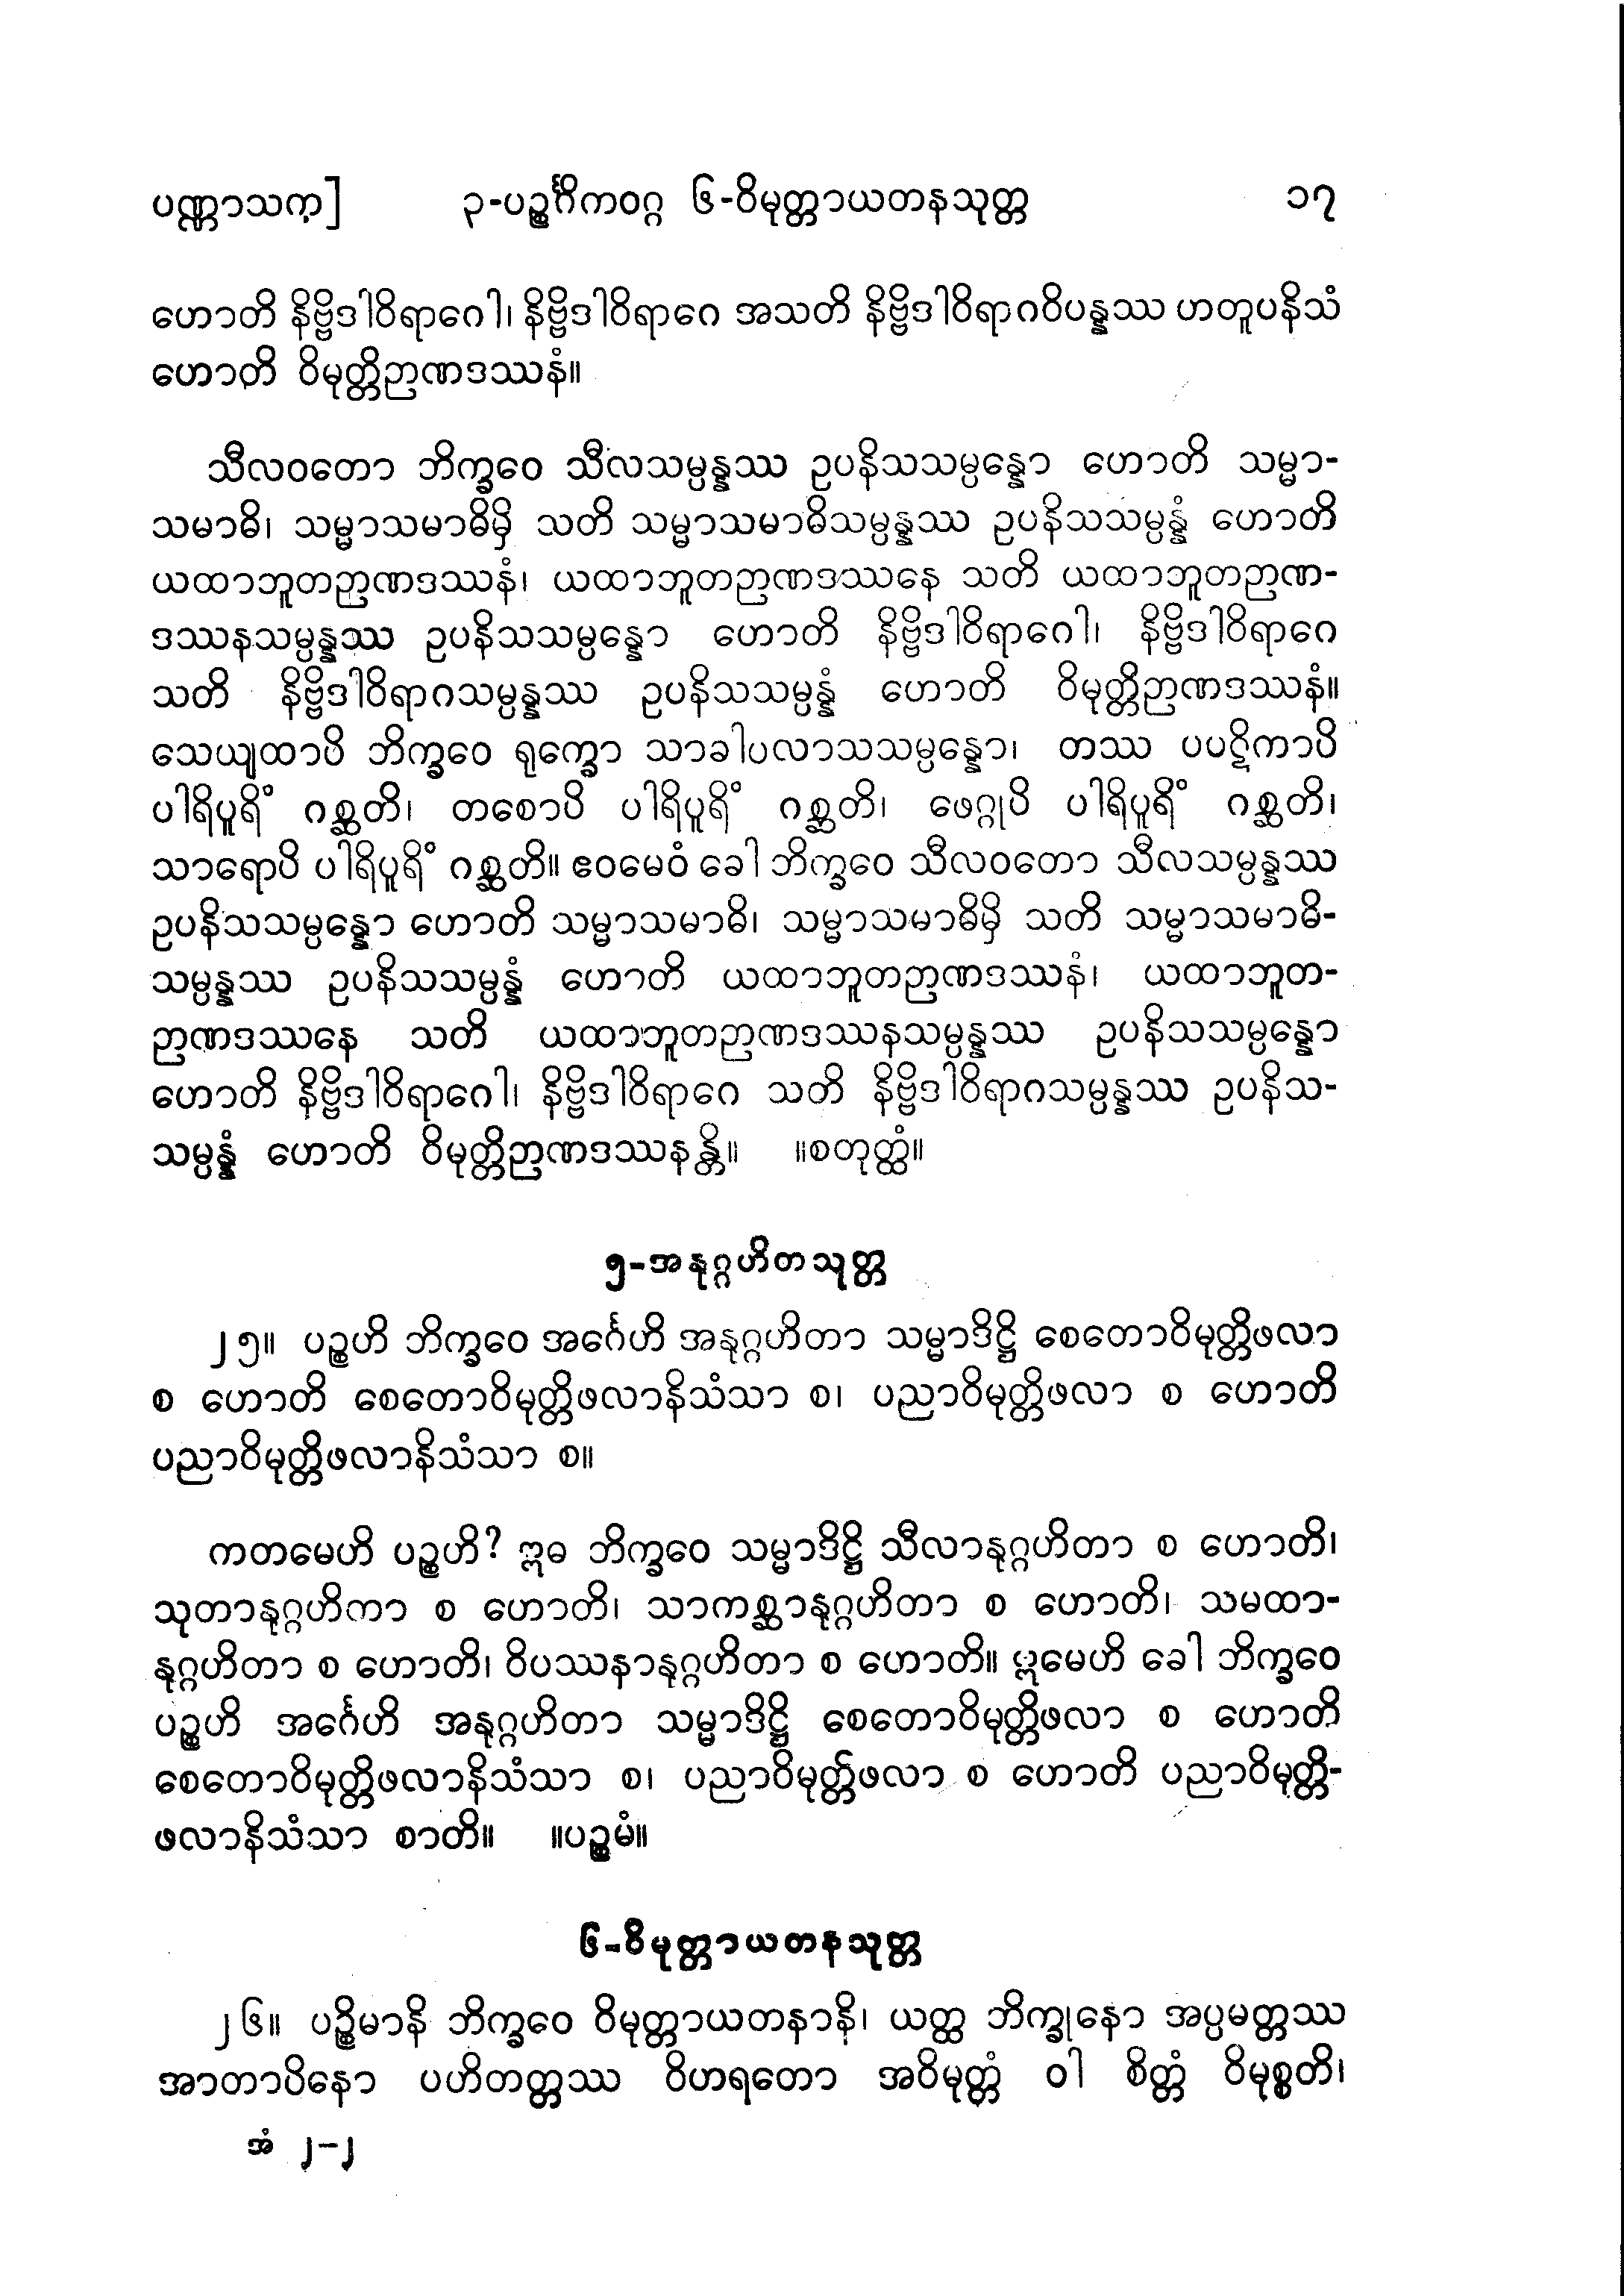 ပဏ္ဏာသက] ၃-ပဉ္စင်္ဂိကဝဂ္ဂ ၆-ဝိမုတ္တာယတနသုတ္တ ၁၇
ဟောတိ နိဗ္ဗိဒါဝိရာဂေါ၊ နိဗ္ဗိဒါဝိရာဂေ အသတိ နိဗ္ဗိဒါဝိရာဂဝိပန္နဿ ဟတူပနိသံ
ဟောတိ ဝိမုတ္တိဉာဏဒဿနံ။
သီလဝတော ဘိက္ခဝေ သီလသမ္ပန္နဿ ဥပနိသသမ္ပန္နော ဟောတိ သမ္မာ-
သမာဓိ၊ သမ္မာသမာဓိမှိ သတိ သမ္မာသမာဓိသမ္ပန္နဿ ဥပနိသသမ္ပန္နံ ဟောတိ
ယထာဘူတဉာဏဒဿနံ၊ ယထာဘူတဉာဏဒဿနေ သတိ ယထာဘူတဉာဏ-
ဒဿနသမ္ပန္နဿ ဥပနိသသမ္ပန္နော ဟောတိ နိဗ္ဗိဒါဝိရာဂေါ၊ နိဗ္ဗိဒါဝိရာဂေ
သတိ နိဗ္ဗိဒါဝိရာဂသမ္ပန္နဿ ဥပနိသသမ္ပန္နံ ဟောတိ ဝိမုတ္တိဉာဏဒဿနံ။
သေယျထာပိ ဘိက္ခဝေ ရုက္ခော သာခါပလာသသမ္ပန္နော၊ တဿ ပပဋိကာပိ
ပါရိပူရိံ ဂစ္ဆတိ၊ တစောပိ ပါရိပူရိံ ဂစ္ဆတိ၊ ဖေဂ္ဂုပိ ပါရိပူရိံ ဂစ္ဆတိ၊
သာရောပိ ပါရိပူရိံ ဂစ္ဆတိ။ ဧဝမေဝံ ခေါ ဘိက္ခဝေ သီလဝတော သီလသမ္ပန္နဿ
ဥပနိသသမ္ပန္နော ဟောတိ သမ္မာသမာဓိ၊ သမ္မာသမာဓိမှိ သတိ သမ္မာသမာဓိ-
သမ္ပန္နဿ ဥပနိသသမ္ပန္နံ ဟောတိ ယထာဘူတဉာဏဒဿနံ၊ ယထာဘူတ-
ဉာဏဒဿနေ သတိ ယထာဘူတဉာဏဒဿနသမ္ပန္နဿ ဥပနိသသမ္ပန္နော
ဟောတိ နိဗ္ဗိဒါဝိရာဂေါ၊ နိဗ္ဗိဒါဝိရာဂေ သတိ နိဗ္ဗိဒါဝိရာဂသမ္ပန္နဿ ဥပနိသ-
သမ္ပန္နံ ဟောတိ ဝိမုတ္တိဉာဏဒဿနန္တိ။ ။စတုတ္ထံ။
၅-အနုဂ္ဂဟိတသုတ္တ
၂၅။ ပဉ္စဟိ ဘိက္ခဝေ အင်္ဂေဟိ အနုဂ္ဂဟိတာ သမ္မာဒိဋ္ဌိ စေတောဝိမုတ္တိဖလာ
စ ဟောတိ စေတောဝိမုတ္တိဖလာနိသံသာ စ၊ ပညာဝိမုတ္တိဖလာ စ ဟောတိ
ပညာဝိမုတ္တိဖလာနိသံသာ စ။
ကတမေဟိ ပဉ္စဟိ? ဣဓ ဘိက္ခဝေ သမ္မာဒိဋ္ဌိ သီလာနုဂ္ဂဟိတာ စ ဟောတိ၊
သုတာနုဂ္ဂဟိကာ စ ဟောတိ၊ သာကစ္ဆာနုဂ္ဂဟိတာ စ ဟောတိ၊ သမထာ-
နုဂ္ဂဟိတာ စ ဟောတိ၊ ဝိပဿနာနုဂ္ဂဟိတာ စ ဟောတိ။ ဣမေဟိ ခေါ ဘိက္ခဝေ
ပဉ္စဟိ အင်္ဂေဟိ အနုဂ္ဂဟိတာ သမ္မာဒိဋ္ဌိ စေတောဝိမုတ္တိဖလာ စ ဟောတိ
စေတောဝိမုတ္တိဖလာနိသံသာ စ၊ ပညာဝိမုတ္တိဖလာ စ ဟောတိ ပညာဝိမုတ္တိ-
ဖလာနိသံသာ စာတိ။ ။ပဉ္စမံ။
၆-ဝိမုတ္တာယတနသုတ္တ
၂၆။ ပဉ္စိမာနိ ဘိက္ခဝေ ဝိမုတ္တာယတနာနိ၊ ယတ္ထ ဘိက္ခုနော အပ္ပမတ္တဿ
အာတာပိနော ပဟိတတ္တဿ ဝိဟရတော အဝိမုတ္တံ ဝါ စိတ္တံ ဝိမုစ္စတိ၊
အံ ၂-၂